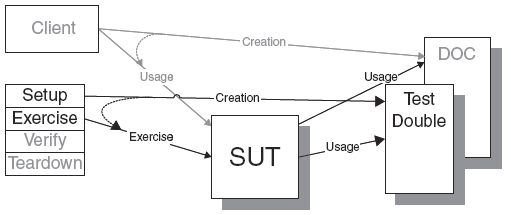 Client
Creation
DOC
Usage
Usage
Setup
Creation
Test
Double
Exercise
Exercise
Verify
SUT
Usage
Teardown